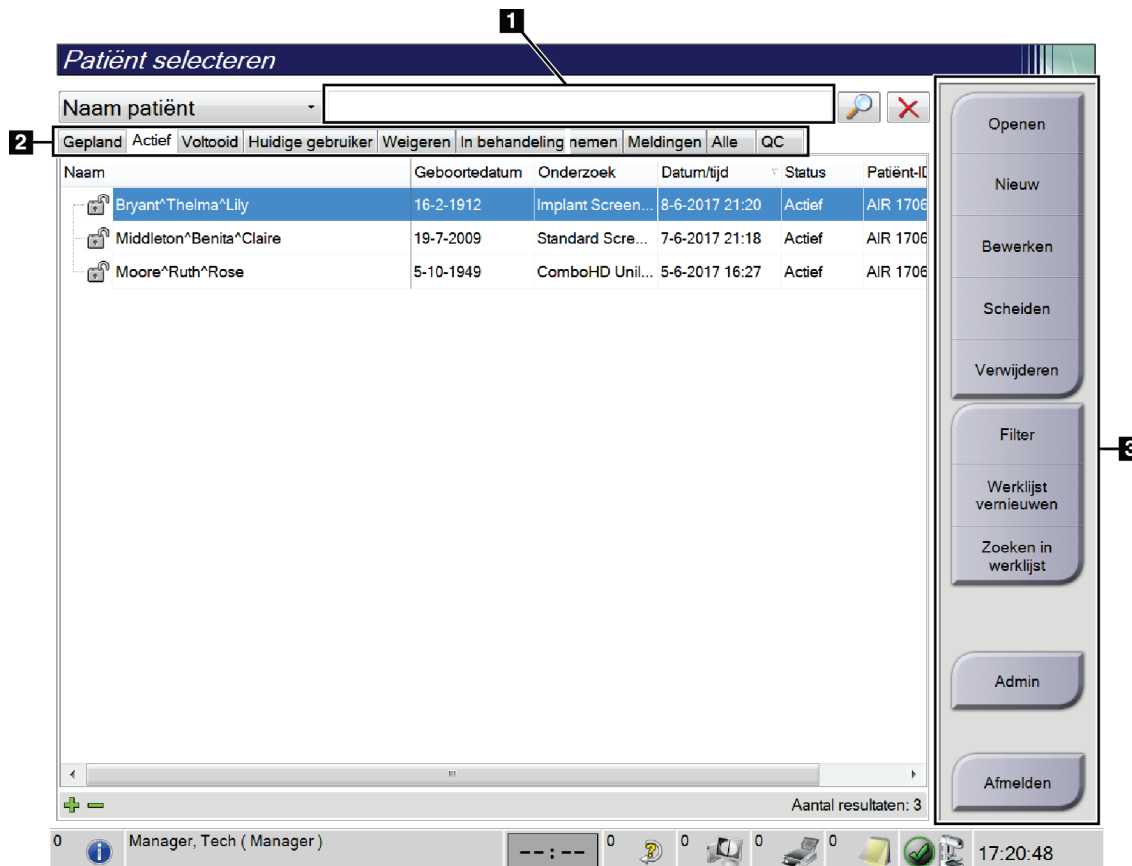 1
Patiënt selecteren
Naam patiënt
2
Gepland Actief Voltooid Huidige gebruiker Weigeren In behandeling nemen Meldingen Alle QC
Naam Geboortedatum Onderzoek Datum/tijd Status Patiënt-ID
Bryant^Thelma^Lily 16-2-1912 Implant Screen... 8-6-2017 21:20 Actief AIR 1706
Middleton^Benita^Claire 19-7-2009 Standard Scre... 7-6-2017 21:18 Actief AIR 1706
Moore^Ruth^Rose 5-10-1949 ComboHD Unil... 5-6-2017 16:27 Actief AIR 1706
Aantal resultaten: 3
Openen
Nieuw
Bewerken
Scheiden
Verwijderen
Filter
3
Werklijst
vernieuwen
Zoeken in
werklijst
Admin
Afmelden
0 Manager, Tech ( Manager ) --:-- 0 0 0 0 17:20:48